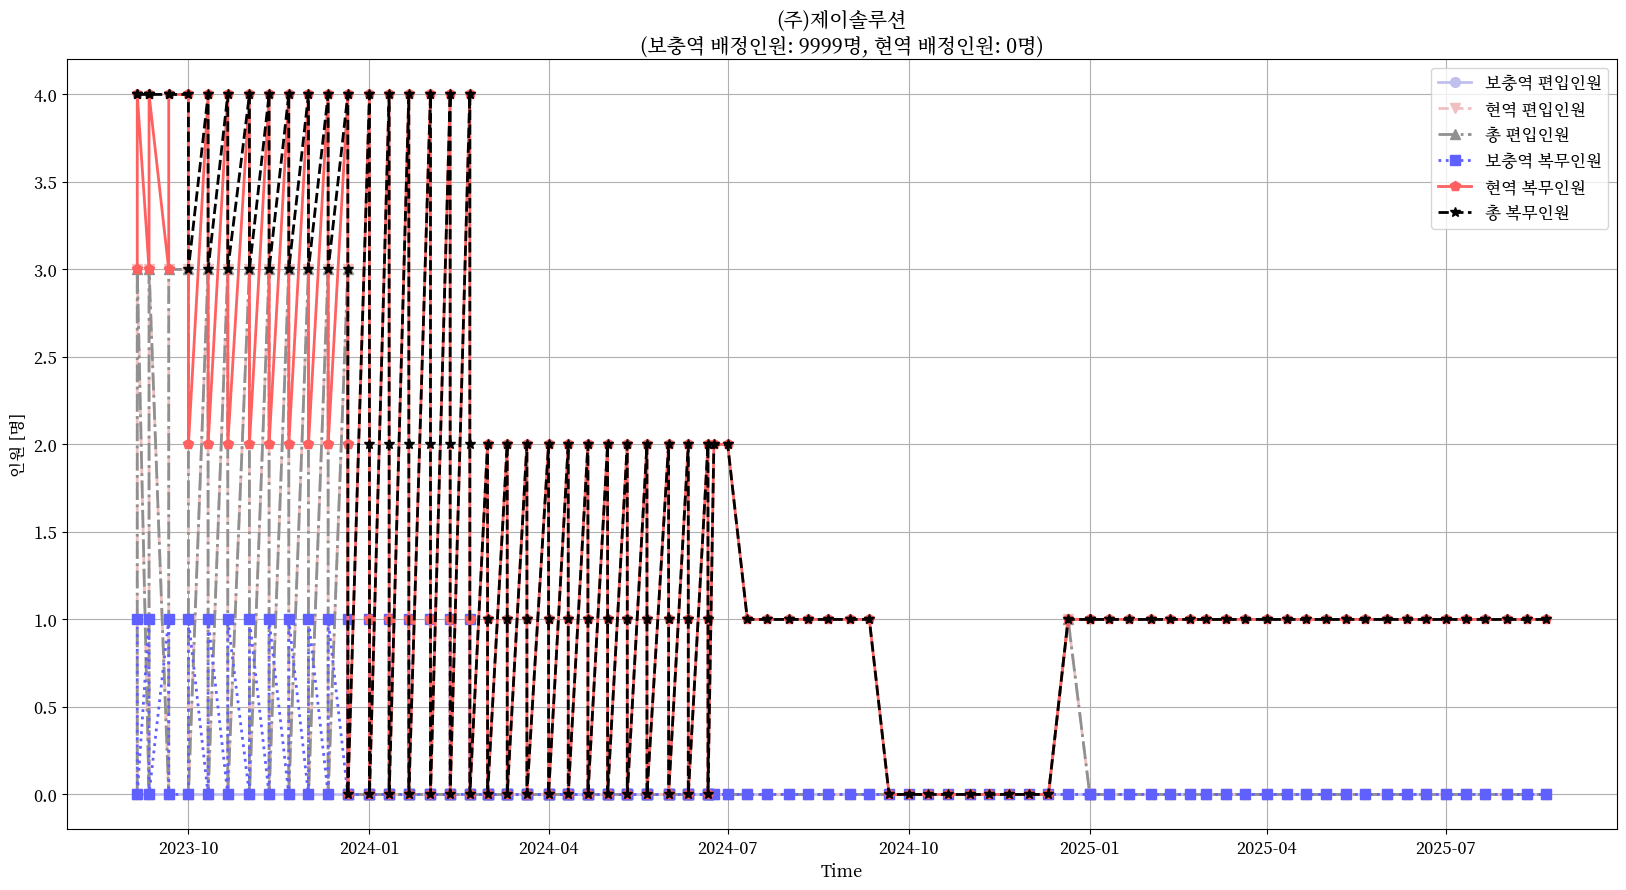 (주)제이솔루션
(보충역 배정인원: 9999명, 현역 배정인원: 0명)
보충역 편입인원
현역 편입인원
총 편입인원
보충역 복무인원
현역 복무인원
총 복무인원
인원 [명]
4.0
3.5
3.0
2.5
2.0
1.5
1.0
0.5
0.0
2023-10
2024-01
2024-04
2024-07
2024-10
2025-01
2025-04
2025-07
Time